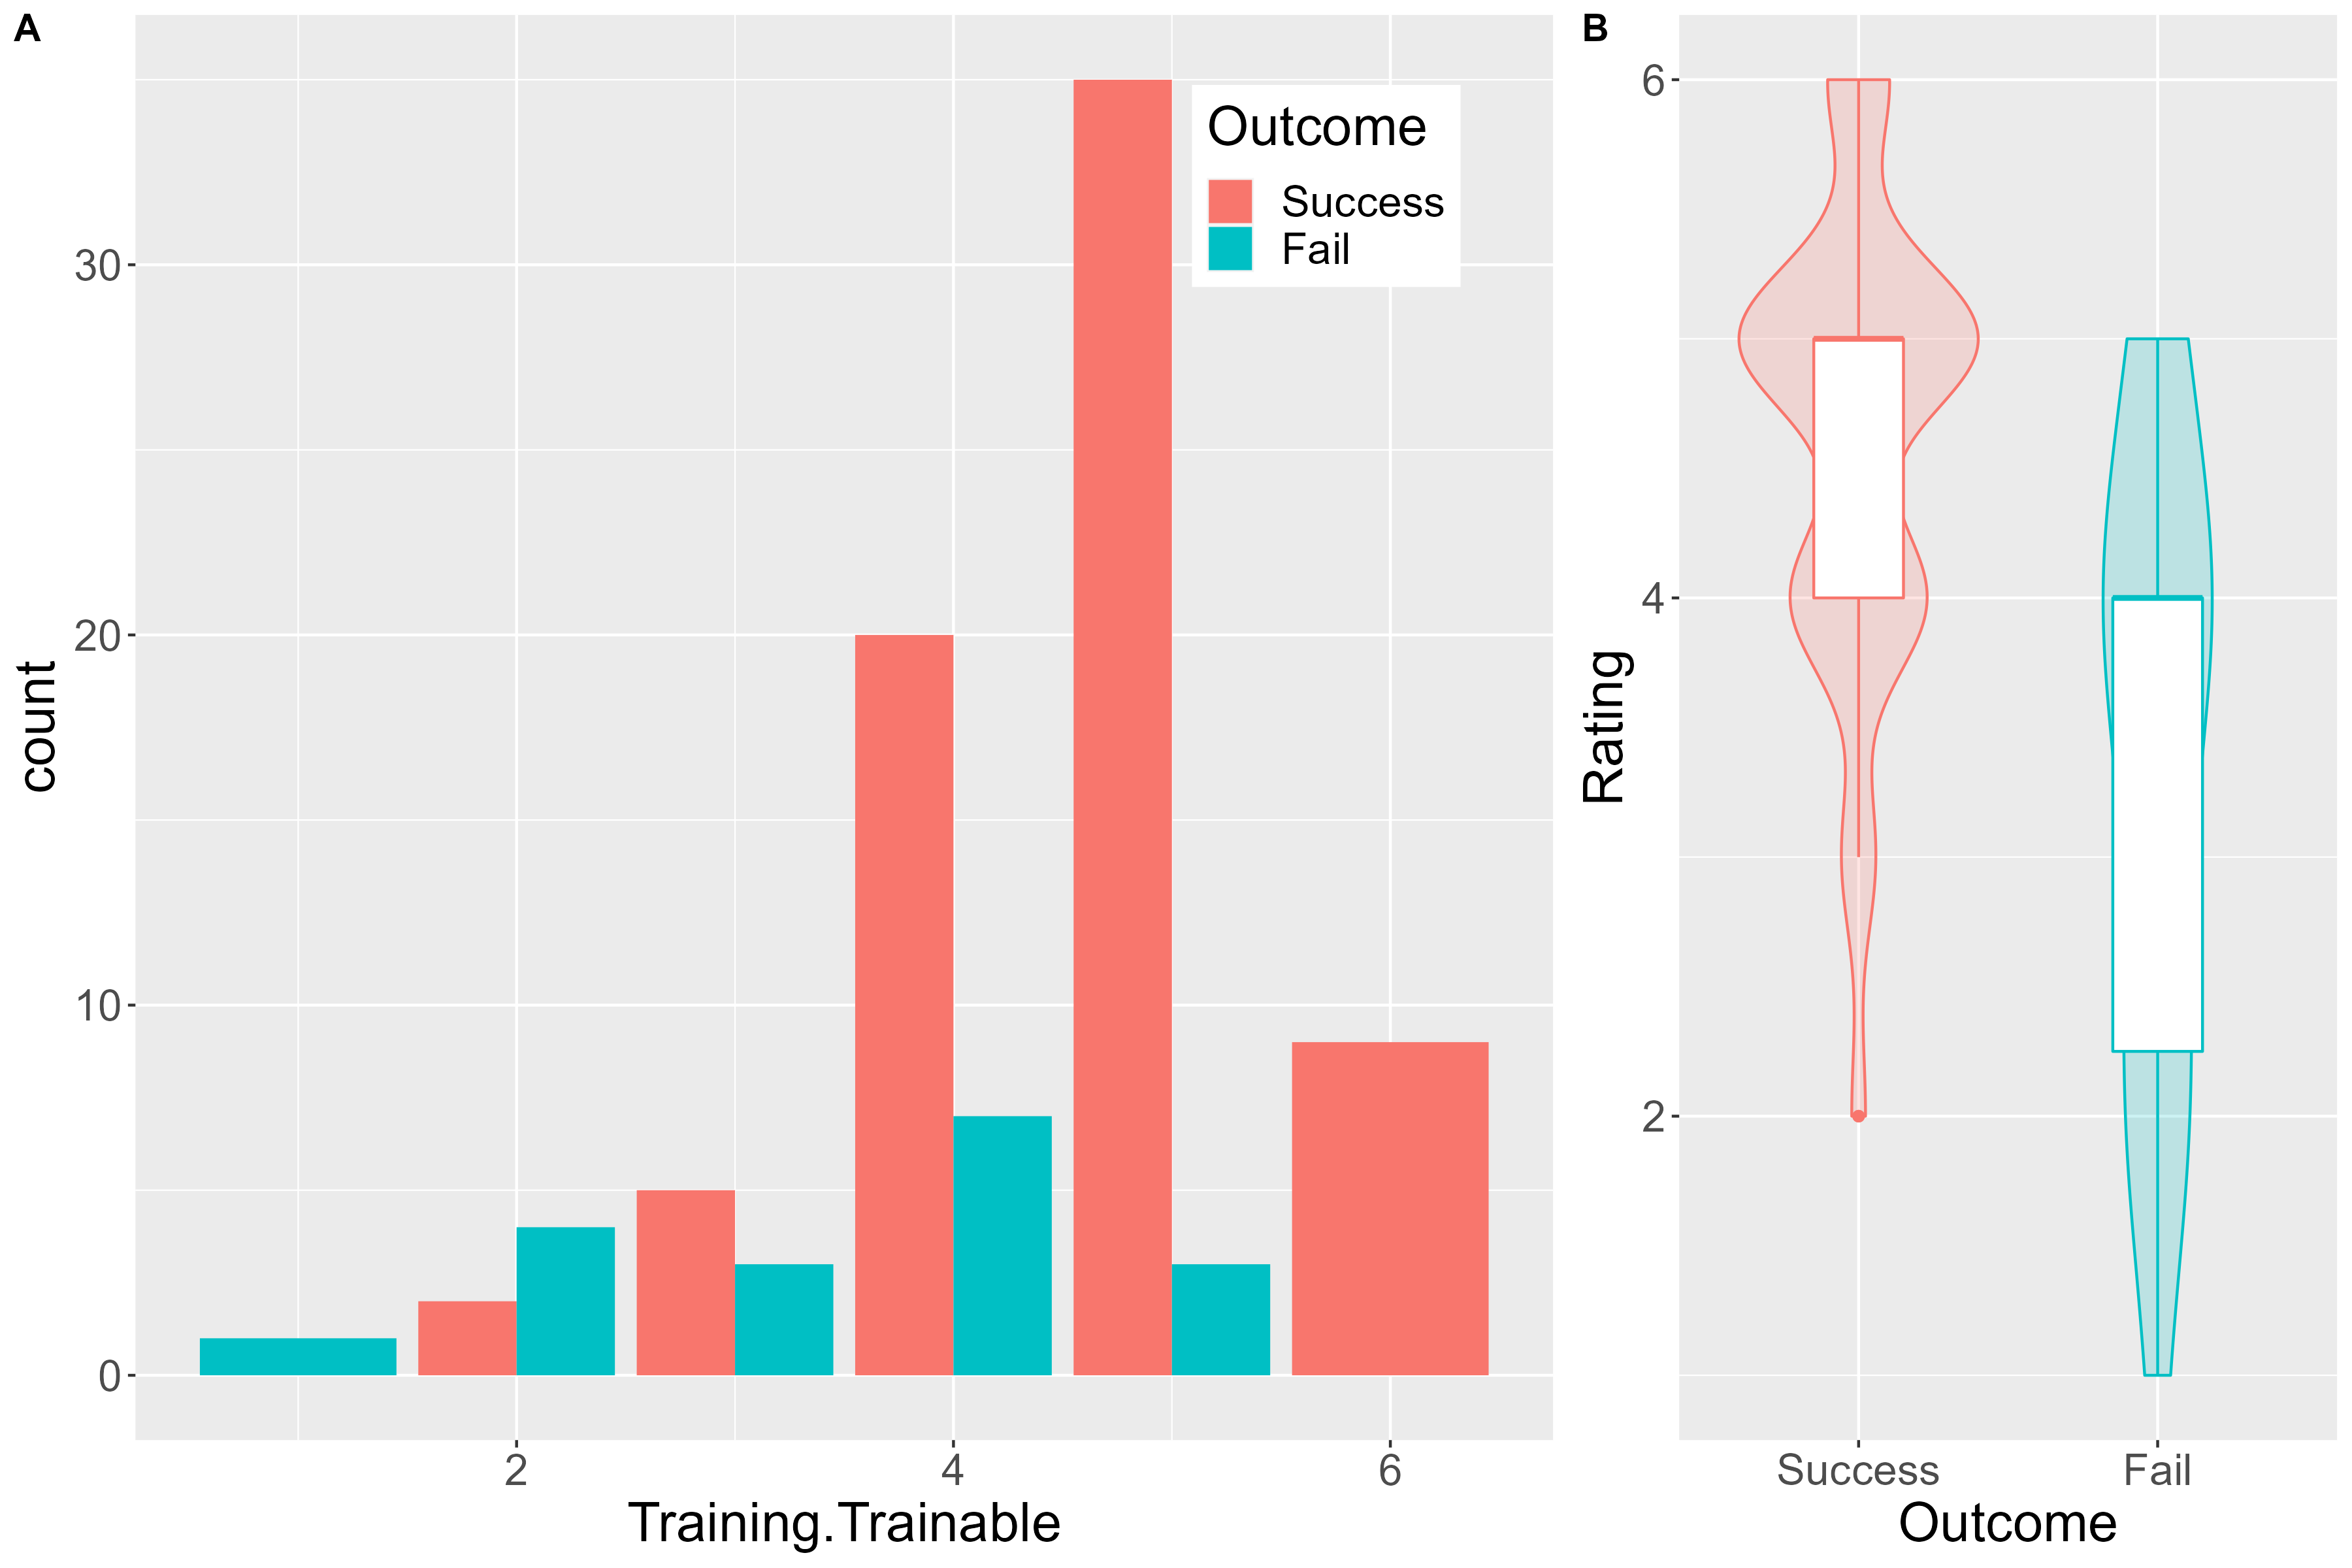 A
count
30
20
10
0
2
4
6
Training.Trainable
Outcome
Success
Fail
B
Rating
6
4
2
Success
Fail
Outcome